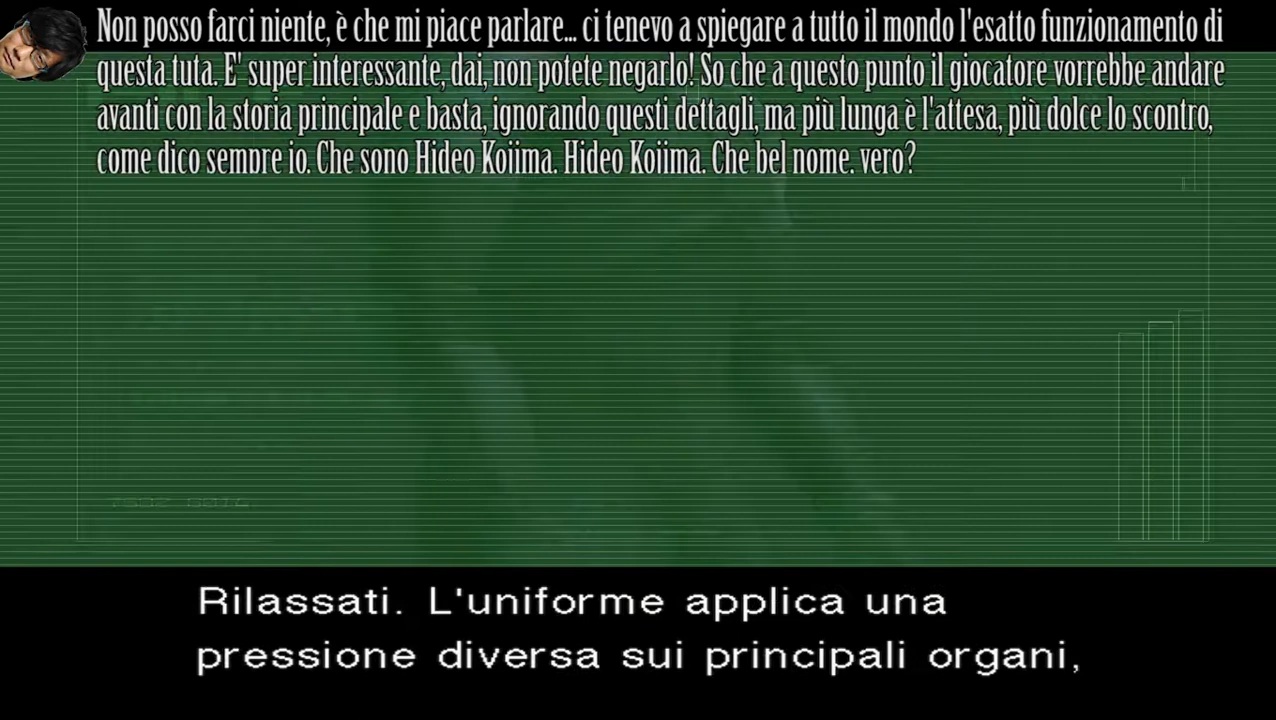 Non posso farci niente, è che mi piace parlare... ci tenevo a spiegare a tutto il mondo l'esatto funzionamento di
questa tuta. E' super interessante, dai, non potete negarlo! So che a questo punto il giocatore vorrebbe andare
avanti con la storia principale e basta, ignorando questi dettagli, ma più lunga è l'attesa, più dolce lo scontro,
come dico sempre io. Che sono Hideo Kojima. Hideo Kojima. Che bel nome, vero?
Rilassati. L'uniforme applica una
pressione diversa sui principali organi,